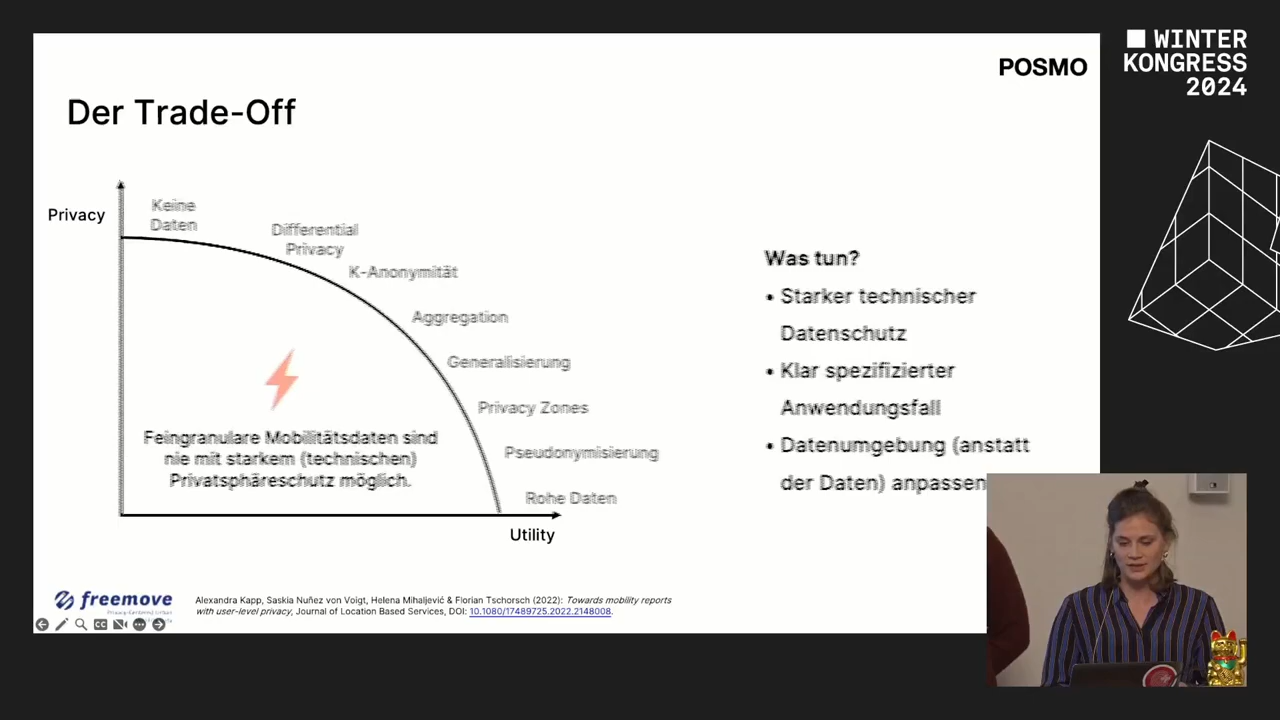 WINTER
KONGRESS
2024
POSMO
Der Trade-Off
Privacy
Keine
Daten
Differential
Privacy
K-Anonymität
Aggregation
Generalisierung
Privacy Zones
Pseudonymisierung
Rohe Daten
Feingranulare Mobilitätsdaten sind
nie mit starkem (technischen)
Privatsphäreschutz möglich.
Utility
Was tun?
• Starker technischer
Datenschutz
• Klar spezifizierter
Anwendungsfall
• Datenumgebung (anstatt
der Daten) anpassen
freemove
Alexandra Kapp, Saskia Nuñez von Voigt, Helena Mihaljević & Florian Tschorsch (2022): Towards mobility reports
with user-level privacy, Journal of Location Based Services, DOI: 10.1080/17489725.2022.2148008.